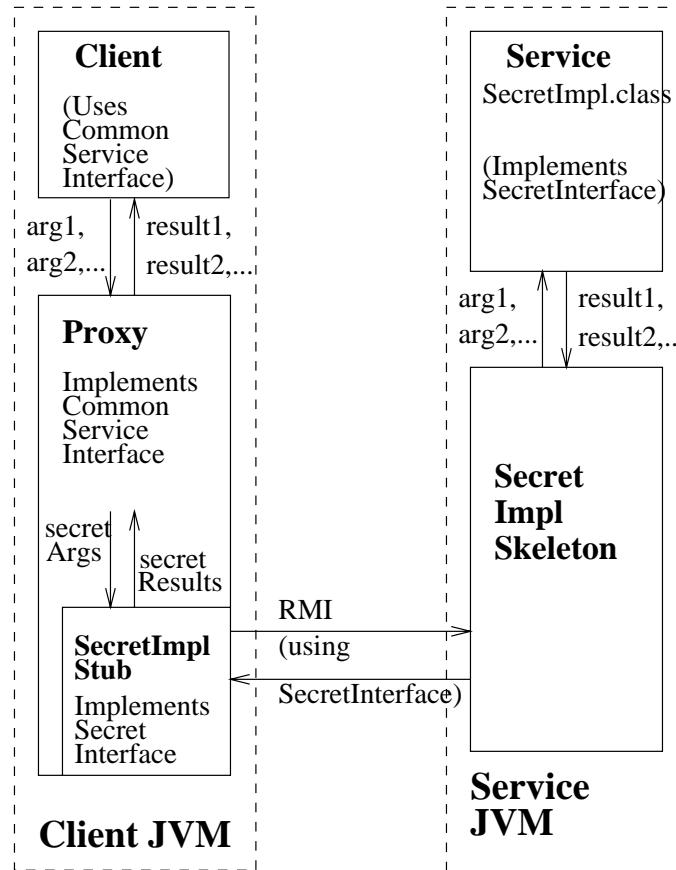 Client
(Uses
Common
Service
Interface)
arg1,
arg2,...
result1,
result2,...
Proxy
Implements
Common
Service
Interface
secret
Args
secret
Results
SecretImpl
Stub
Implements
Secret
Interface
Client JVM
RMI
(using
SecretInterface)
Service
SecretImpl.class
(Implements
SecretInterface)
arg1,
arg2,...
result1,
result2,..
Secret
Impl
Skeleton
Service
JVM